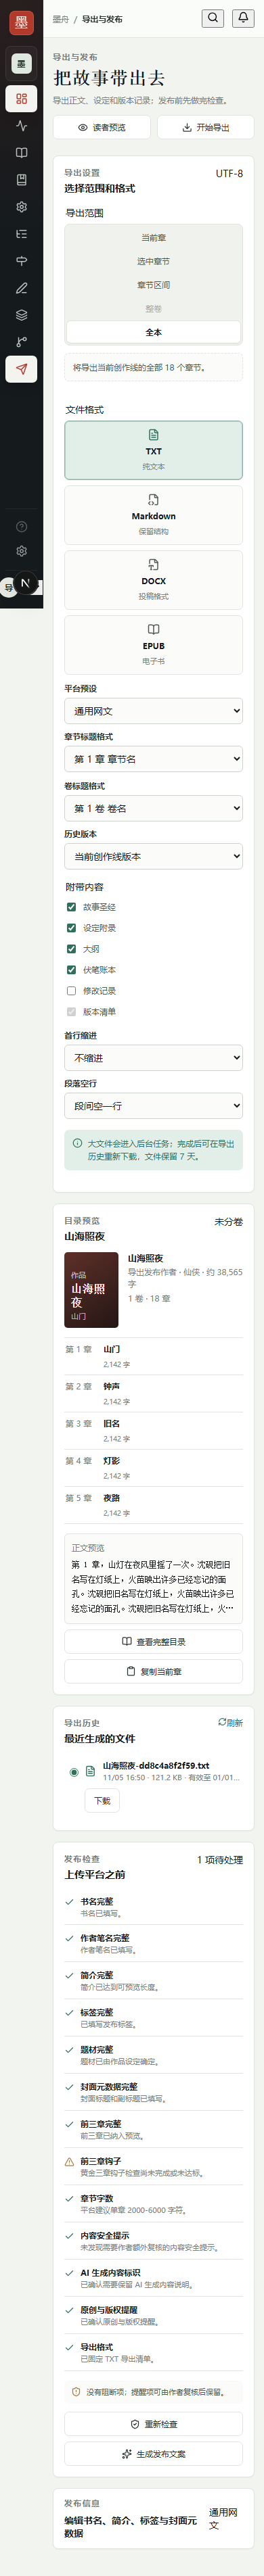 墨
墨舟 / 导出与发布
墨
导出与发布
把故事带出去
导出正文、设定和版本记录；发布前先做完检查。
读者预览
开始导出
导出设置
UTF-8
选择范围和格式
导出范围
当前章
选中章节
章节区间
整卷
全本
将导出当前创作线的全部 18 个章节。
文件格式
TXT
纯文本
Markdown
保留结构
DOCX
投稿格式
EPUB
电子书
导
N
平台预设
通用网文
章节标题格式
第 1 章 章节名
卷标题格式
第 1 卷 卷名
历史版本
当前创作线版本
附带内容
故事圣经
设定附录
大纲
伏笔账本
修改记录
版本清单
首行缩进
不缩进
段落空行
段间空一行
大文件会进入后台任务；完成后可在导出
历史重新下载，文件保留 7 天。
目录预览
未分卷
山海照夜
作品
山海照
夜
山门
山海照夜
导出发布作者 · 仙侠 · 约 38,565
字
1 卷 · 18 章
第 1 章
山门
2,142 字
第 2 章
钟声
2,142 字
第 3 章
旧名
2,142 字
第 4 章
灯影
2,142 字
第 5 章
夜路
2,142 字
正文预览
第 1 章，山灯在夜风里摇了一次。沈砚把旧
名写在灯纸上，火苗映出许多已经忘记的面
孔。沈砚把旧名写在灯纸上，火苗映出许多已
经忘记的面孔。沈砚把旧名写在灯纸上，火…
查看完整目录
复制当前章
导出历史
刷新
最近生成的文件
山海照夜-dd8c4a8f2f59.txt
11/05 16:50 · 121.2 KB · 有效至 01/01…
下载
发布检查
1 项待处理
上传平台之前
书名完整
书名已填写。
作者笔名完整
作者笔名已填写。
简介完整
简介已达到可预览长度。
标签完整
已填写发布标签。
题材完整
题材已由作品设定确定。
封面元数据完整
封面标题和副标题已填写。
前三章完整
前三章已纳入预览。
前三章钩子
黄金三章钩子检查尚未完成或未达标。
章节字数
平台建议单章 2000-6000 字符。
内容安全提示
未发现需要作者额外复核的内容安全提示。
AI 生成内容标识
已确认需要保留 AI 生成内容说明。
原创与版权提醒
已确认原创与版权提醒。
导出格式
已固定 TXT 导出清单。
没有阻断项；提醒项可由作者复核后保留。
重新检查
生成发布文案
发布信息
通用网
文
编辑书名、简介、标签与封面元
数据